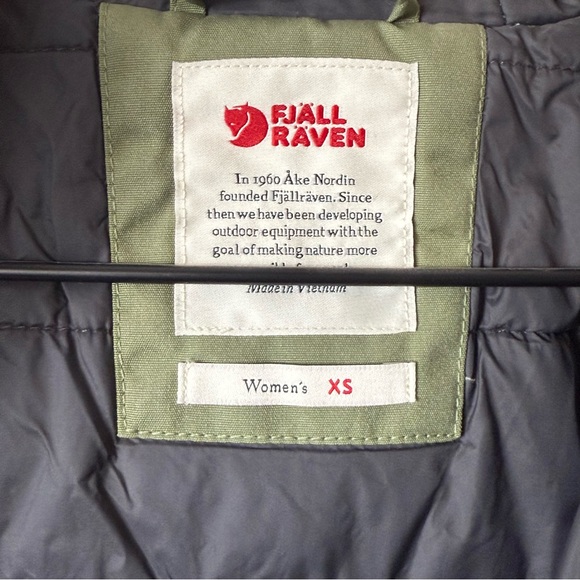 FJÄLL
RÄVEN
In 1960 Åke Nordin
founded Fjällräven. Since
then we have been developing
outdoor equipment with the
goal of making nature more
Made in Vietnam
Women's XS